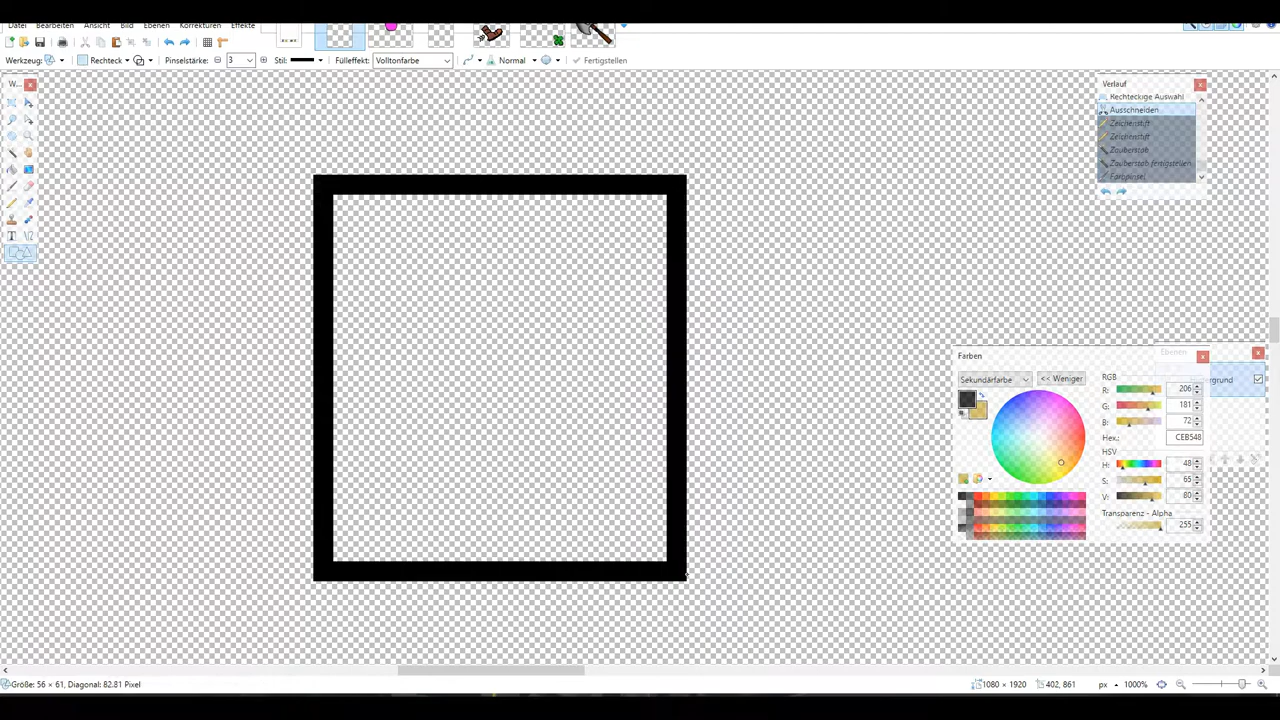 Datei Bearbeiten Ansicht Bild Ebenen Korrekturen Effekte
Werkzeug: Rechteck Pinselstärke: 3 Stil: Fülleffekt: Volltonfarbe Normal Fertigstellen
W...
T
Verlauf
Rechteckige Auswahl
Ausschneiden
Zeichenstift
Zeichenstift
Zauberstab
Zauberstab fertigstellen
Farbpinsel
Ebenen
Farben
Sekundärfarbe << Weniger
RGB
R: 206
G: 181
B: 72
Hex.: CEB548
HSV
H: 48
S: 65
V: 80
Transparenz - Alpha
255
grund
Größe: 56 × 61, Diagonal: 82.81 Pixel 1080 × 1920 402, 861 px 1000%